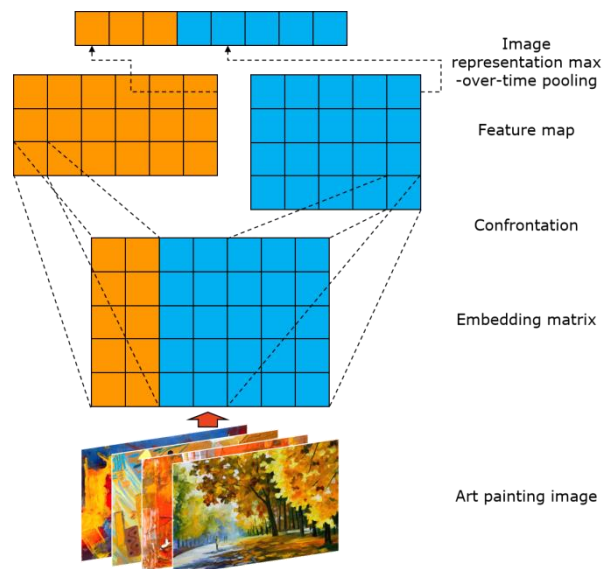 Image
representation max
-over-time pooling
Feature map
Confrontation
Embedding matrix
Art painting image